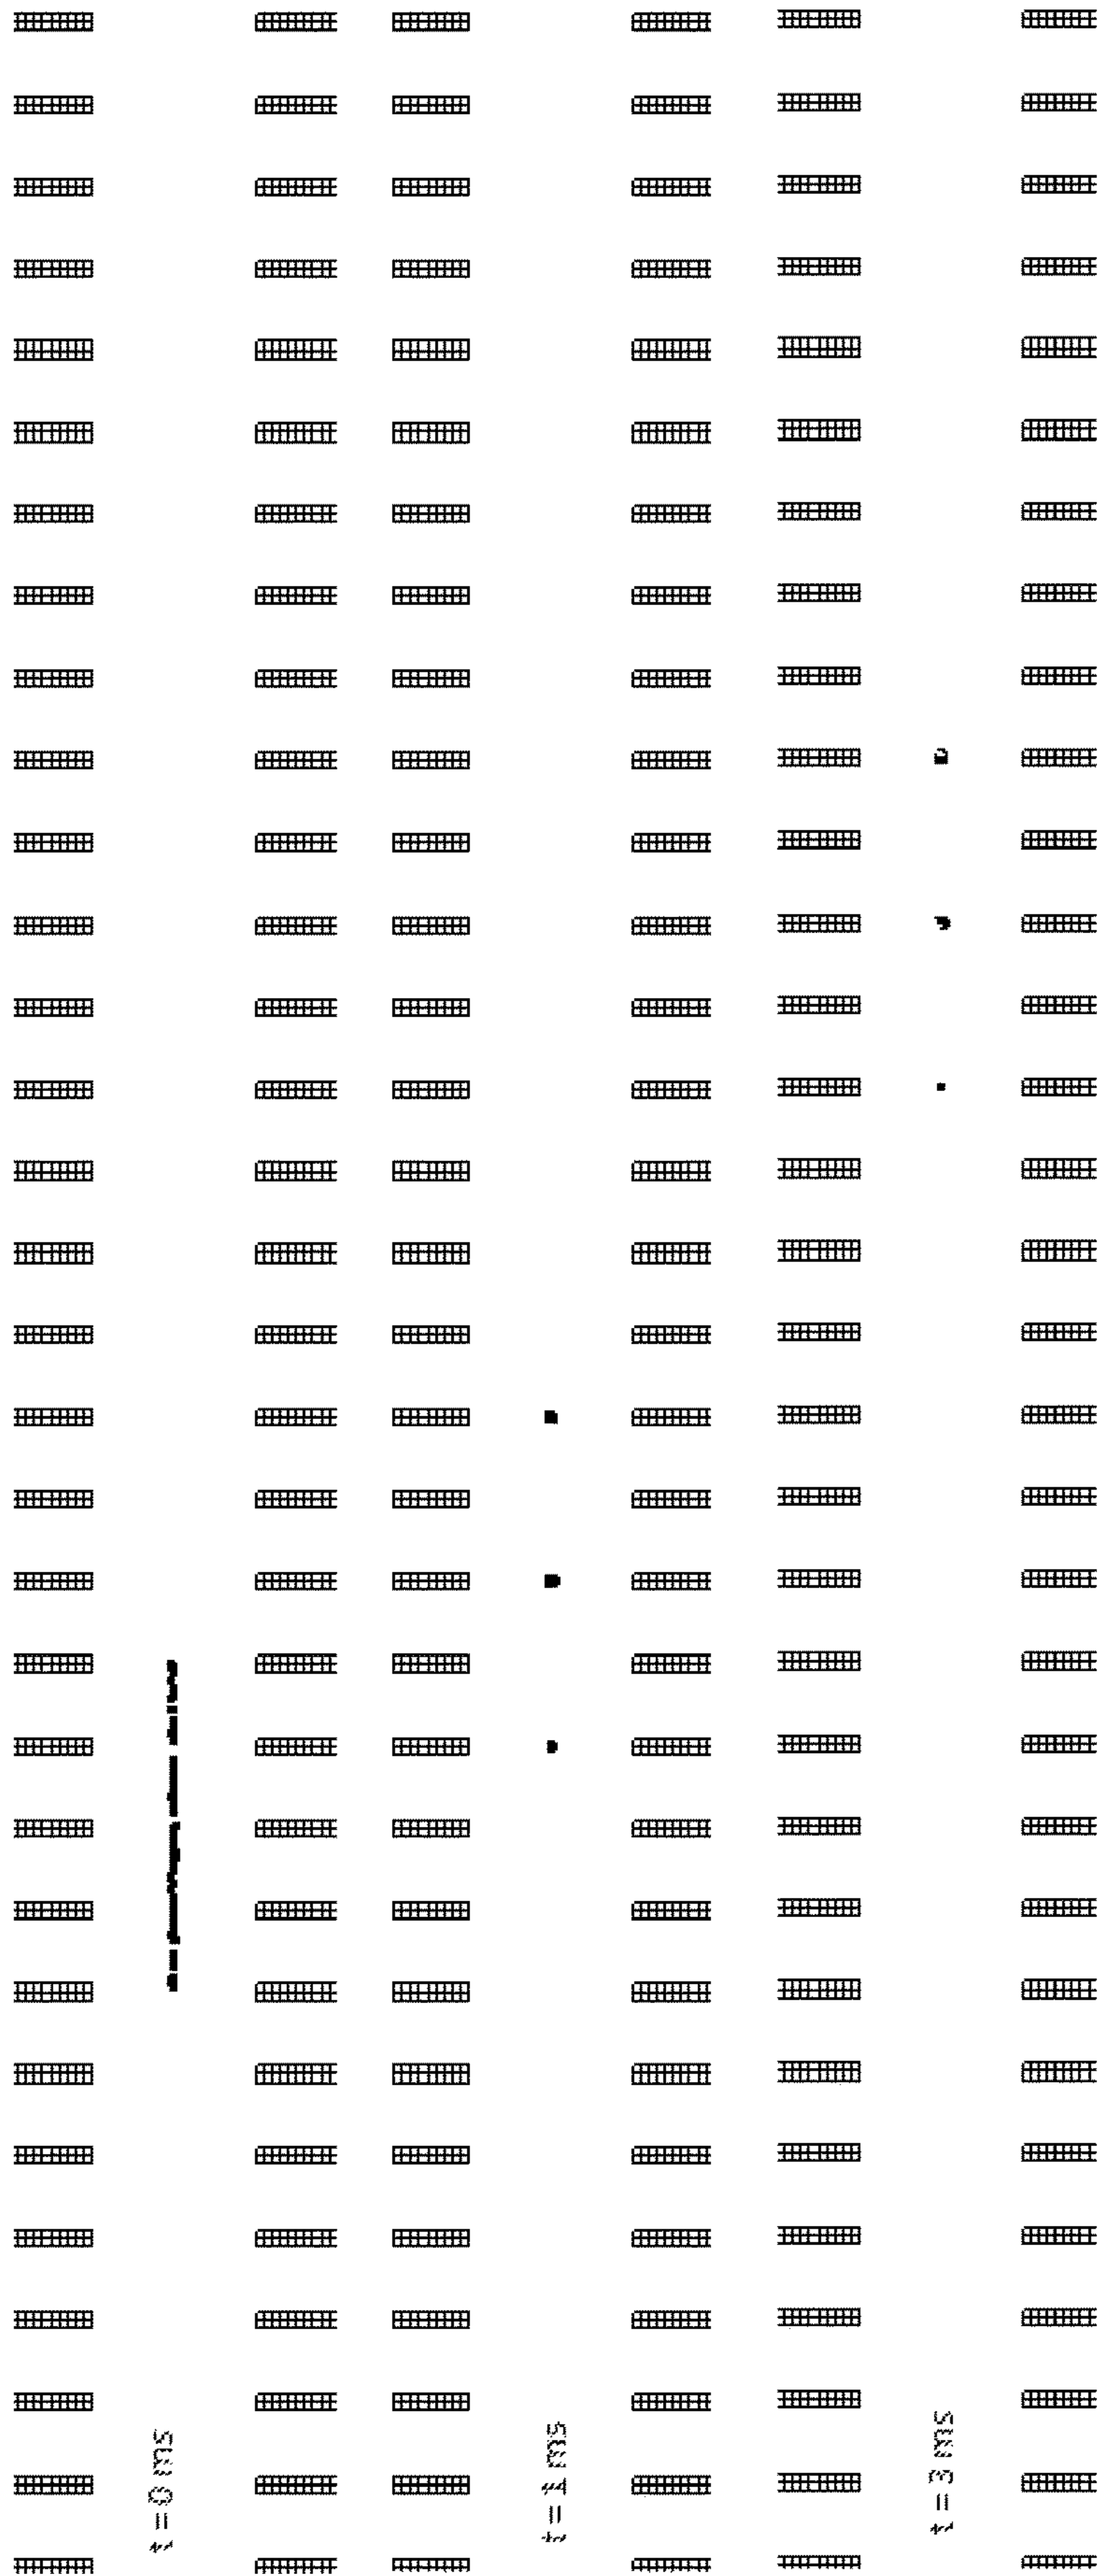 t = 0 ms
t = 1 ms
t = 3 ms